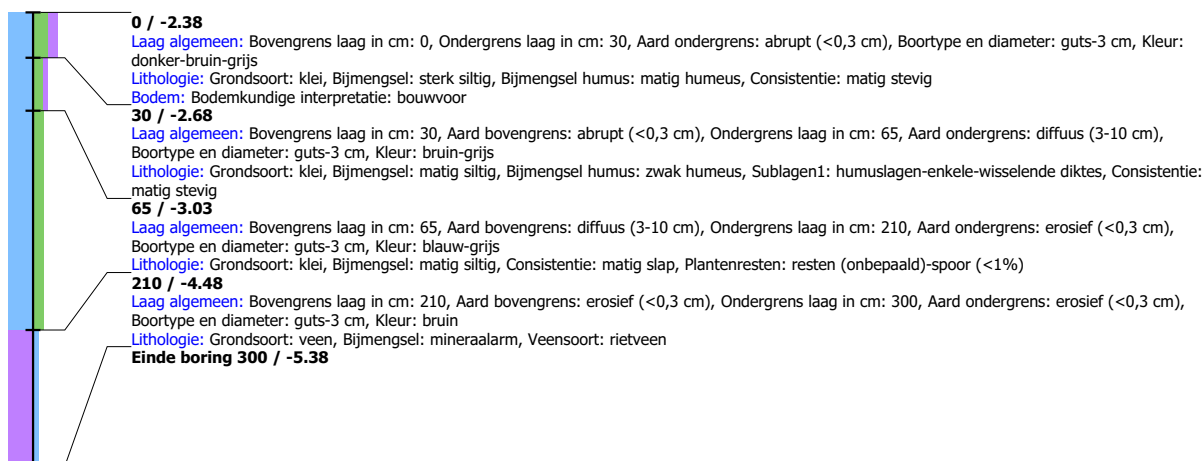 0 / -2.38
Laag algemeen: Bovengrens laag in cm: 0, Ondergrens laag in cm: 30, Aard ondergrens: abrupt (<0,3 cm), Boortype en diameter: guts-3 cm, Kleur:
donker-bruin-grijs
Lithologie: Grondsoort: klei, Bijmengsel: sterk siltig, Bijmengsel humus: matig humeus, Consistentie: matig stevig
Bodem: Bodemkundige interpretatie: bouwvoor
30 / -2.68
Laag algemeen: Bovengrens laag in cm: 30, Aard bovengrens: abrupt (<0,3 cm), Ondergrens laag in cm: 65, Aard ondergrens: diffuus (3-10 cm),
Boortype en diameter: guts-3 cm, Kleur: bruin-grijs
Lithologie: Grondsoort: klei, Bijmengsel: matig siltig, Bijmengsel humus: zwak humeus, Sublagen1: humuslagen-enkele-wisselende diktes, Consistentie:
matig stevig
65 / -3.03
Laag algemeen: Bovengrens laag in cm: 65, Aard bovengrens: diffuus (3-10 cm), Ondergrens laag in cm: 210, Aard ondergrens: erosief (<0,3 cm),
Boortype en diameter: guts-3 cm, Kleur: blauw-grijs
Lithologie: Grondsoort: klei, Bijmengsel: matig siltig, Consistentie: matig slap, Plantenresten: resten (onbepaald)-spoor (<1%)
210 / -4.48
Laag algemeen: Bovengrens laag in cm: 210, Aard bovengrens: erosief (<0,3 cm), Ondergrens laag in cm: 300, Aard ondergrens: erosief (<0,3 cm),
Boortype en diameter: guts-3 cm, Kleur: bruin
Lithologie: Grondsoort: veen, Bijmengsel: mineraalarm, Veensoort: rietveen
Einde boring 300 / -5.38